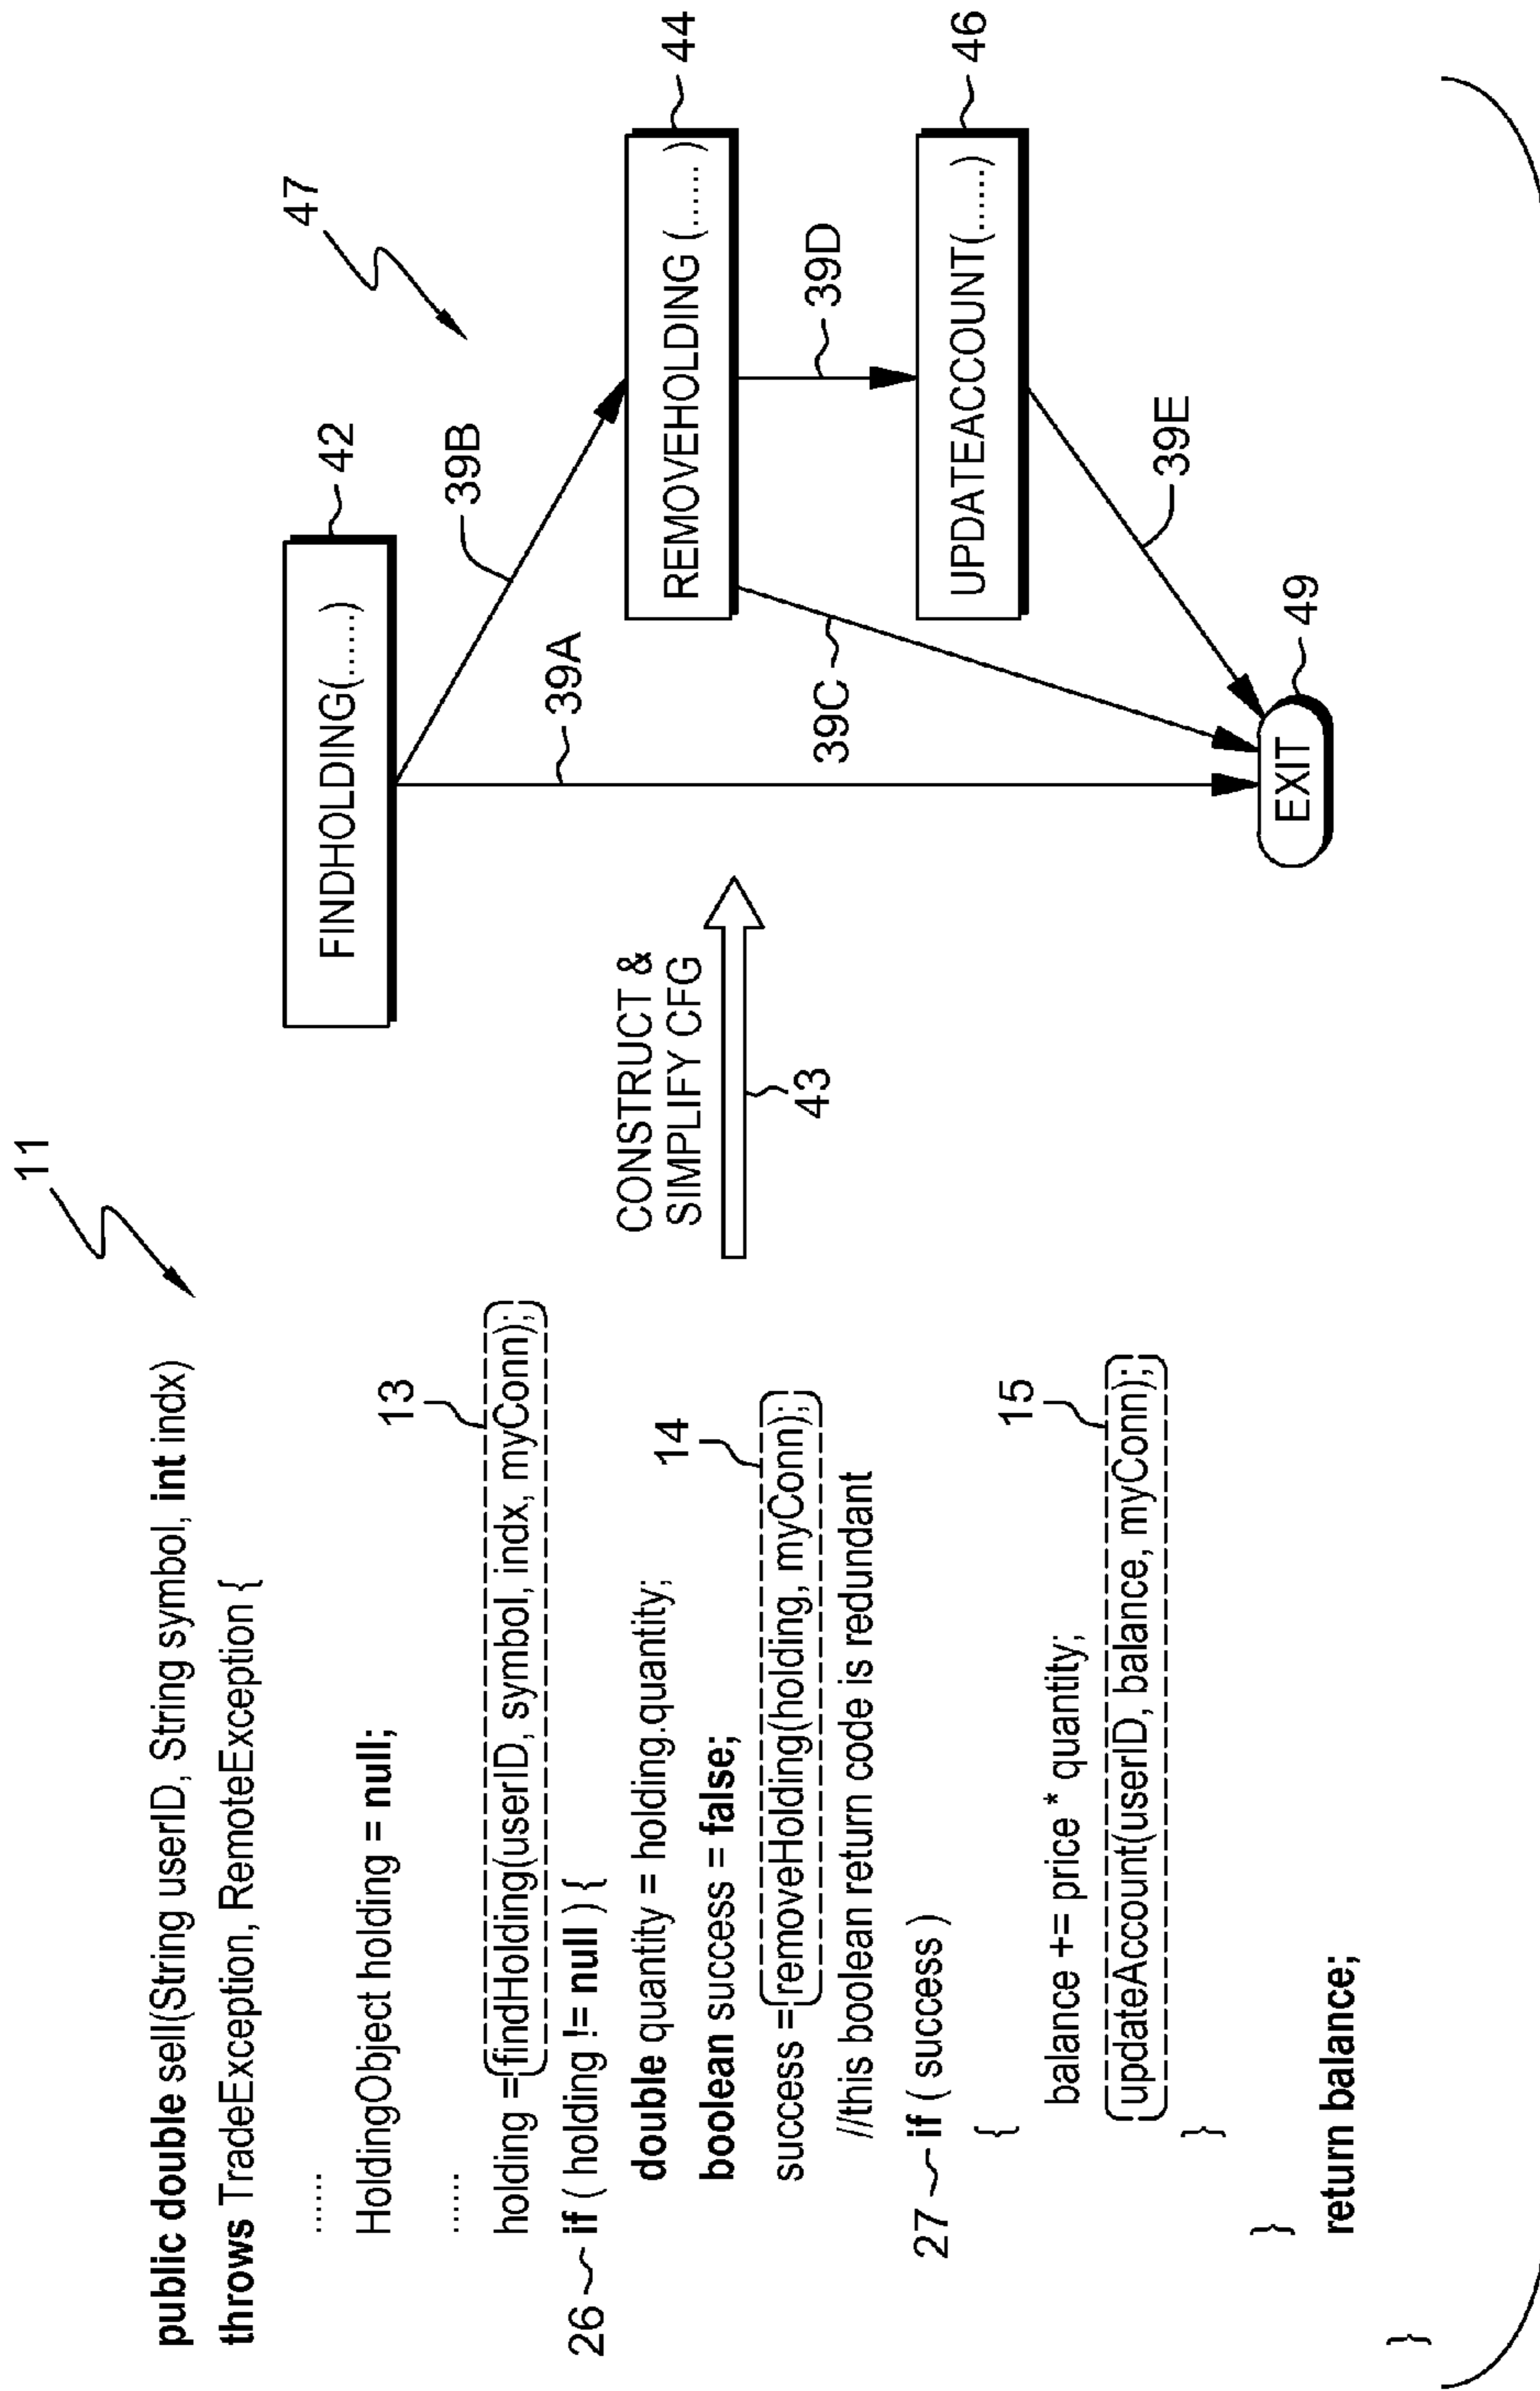 11
public double sell(String userID, String symbol, int indx)
throws TradeException, RemoteException {
......
HoldingObject holding = null;
......
13
holding = findHolding(userID, symbol, indx, myConn);
26 if ( holding != null ) {
double quantity = holding.quantity;
boolean success = false;
14
success = removeHolding(holding, myConn);
//this boolean return code is redundant
27 if ( success )
{
balance += price * quantity;
15
updateAccount(userID, balance, myConn);
}
}
return balance;
}
CONSTRUCT &
SIMPLIFY CFG
43
47
FINDHOLDING(......)
42
39B
39A
REMOVEHOLDING (......)
44
39D
39C
UPDATEACCOUNT(......)
46
39E
EXIT
49